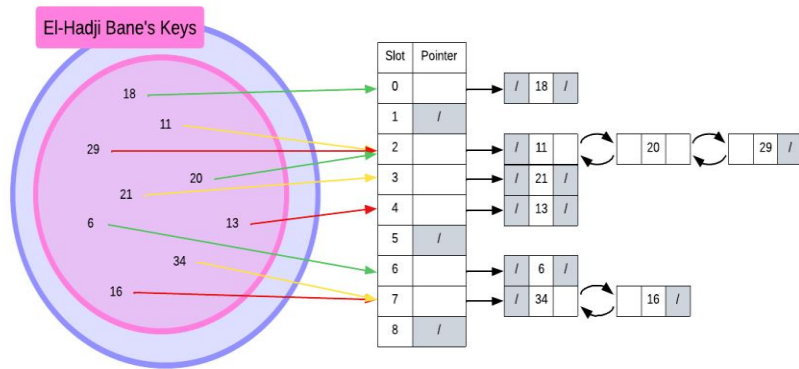 El-Hadji Bane's Keys
18
11
29
20
21
6
13
34
16
Slot Pointer
0 / 18 /
1 /
2 / 11 20 29 /
3 / 21 /
4 / 13 /
5 /
6 / 6 /
7 / 34 16 /
8 /